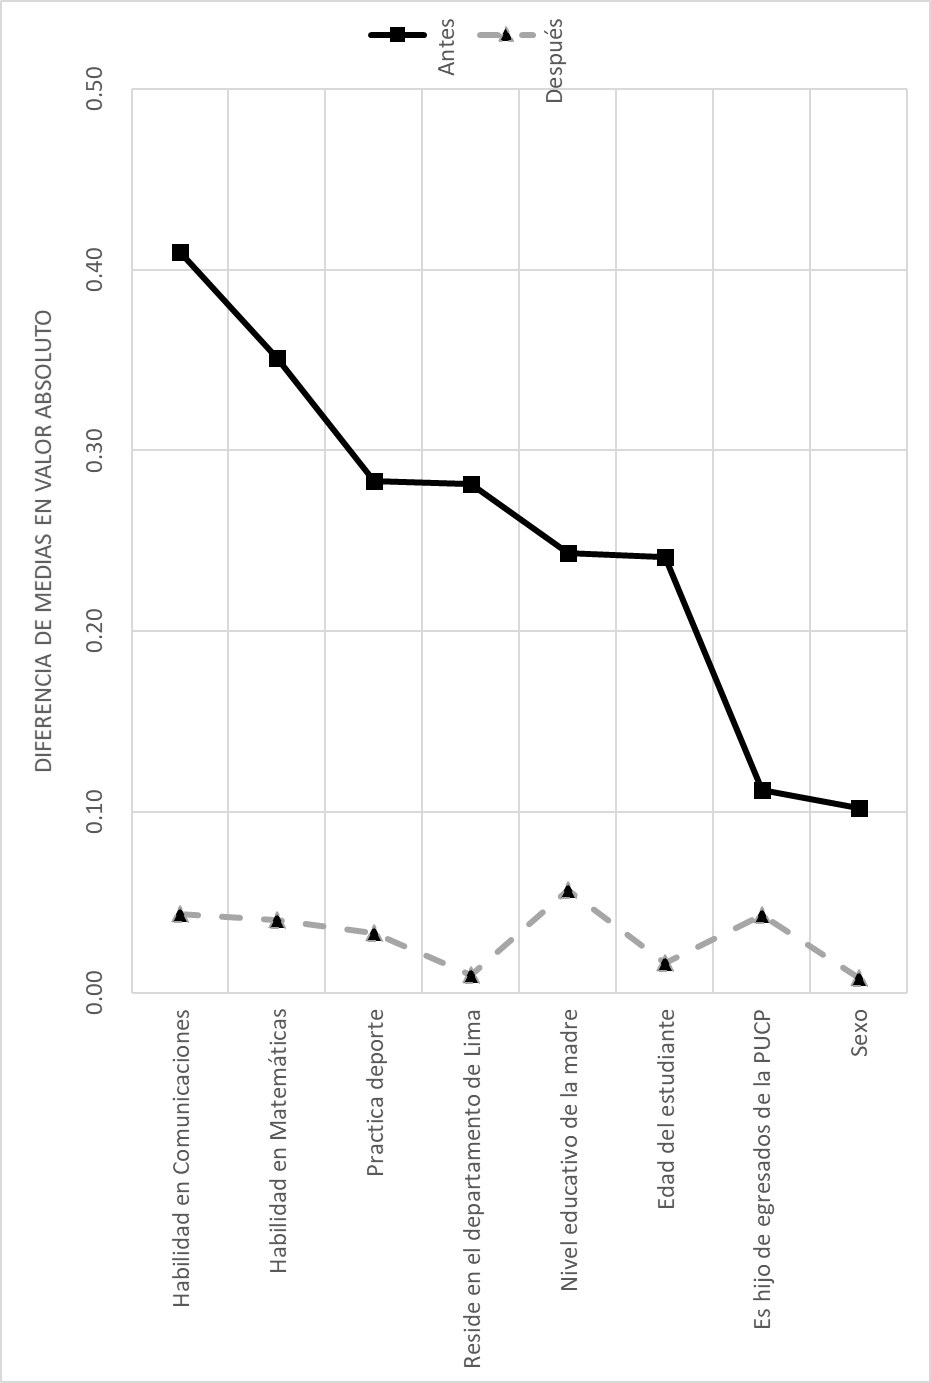 Antes
Después
DIFERENCIA DE MEDIAS EN VALOR ABSOLUTO
0.50
0.40
0.30
0.20
0.10
0.00
Habilidad en Comunicaciones
Habilidad en Matemáticas
Practica deporte
Reside en el departamento de Lima
Nivel educativo de la madre
Edad del estudiante
Es hijo de egresados de la PUCP
Sexo